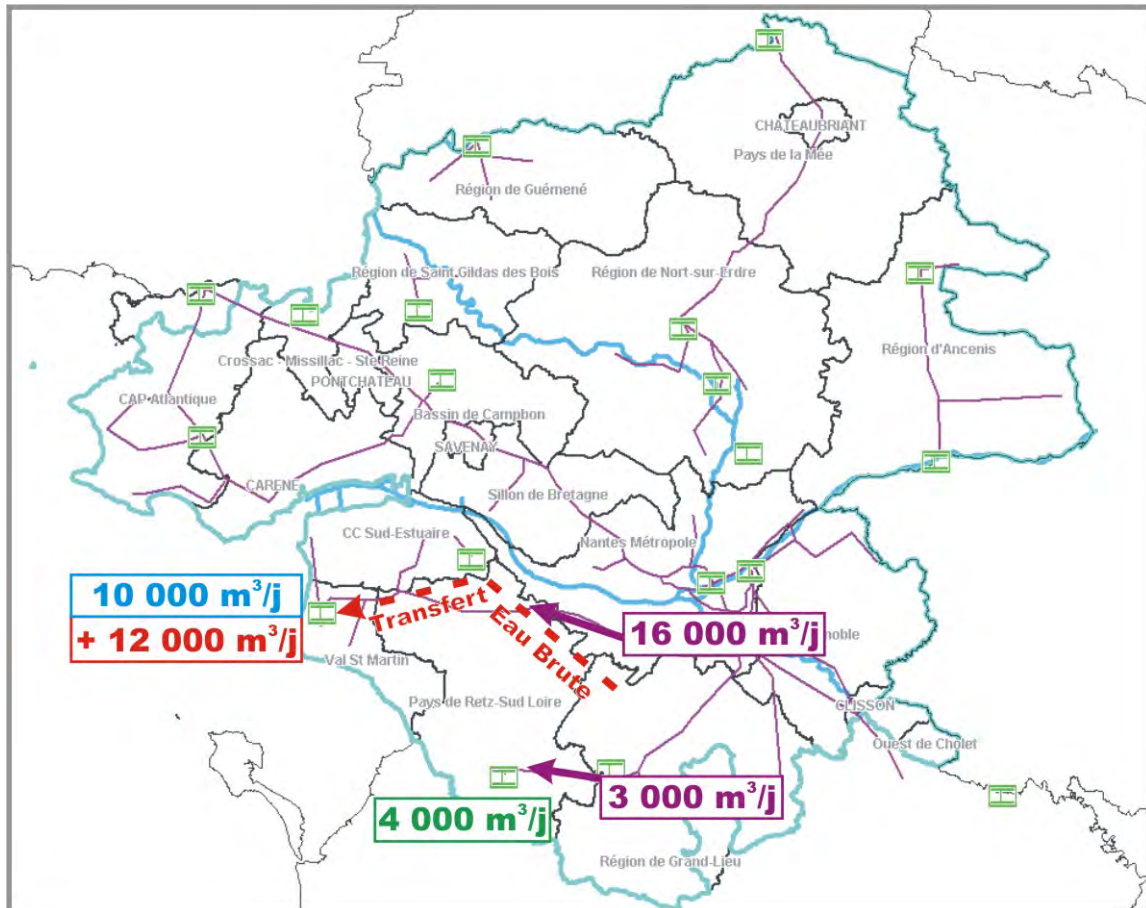 CHATEAUBRIANT
Pays de la Mée
Région de Guémené
Région de Saint Gildas des Bois
Région de Nort-sur-Erdre
Région d'Ancenis
Crossac - Missillac - Ste Reine
PONTCHATEAU
CAP Atlantique
Bassin de Campbon
SAVENAY
CARENE
Sillon de Bretagne
CC Sud-Estuaire
Nantes Métropole
10 000 m³/j
+ 12 000 m³/j
Transfert
Eau Brute
16 000 m³/j
noble
Val St Martin
Pays de Retz-Sud Loire
CLISSON
Ouest de Cholet
3 000 m³/j
4 000 m³/j
Région de Grand-Lieu